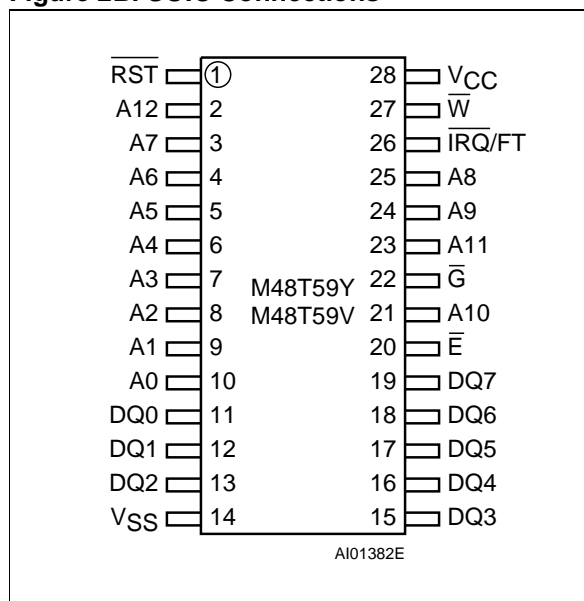 Figure 2B. SOIC Connections
R̅S̅T̅ 1 28 VCC
A12 2 27 W̅
A7 3 26 I̅R̅Q̅/FT
A6 4 25 A8
A5 5 24 A9
A4 6 23 A11
A3 7 M48T59Y 22 G̅
A2 8 M48T59V 21 A10
A1 9 20 E̅
A0 10 19 DQ7
DQ0 11 18 DQ6
DQ1 12 17 DQ5
DQ2 13 16 DQ4
VSS 14 15 DQ3
AI01382E